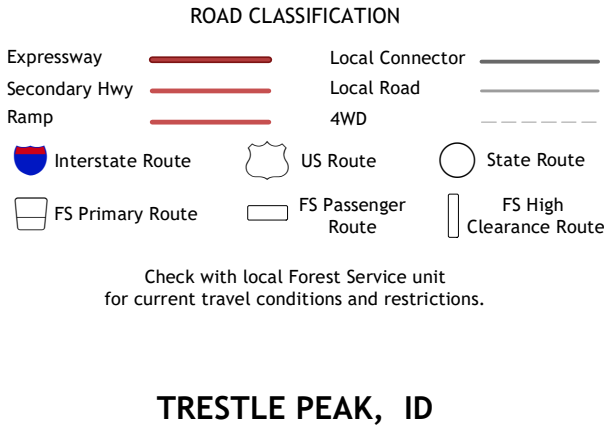 ROAD CLASSIFICATION
Expressway
Local Connector
Secondary Hwy
Local Road
Ramp
4WD
Interstate Route
US Route
State Route
FS Primary Route
FS Passenger
Route
FS High
Clearance Route
Check with local Forest Service unit
for current travel conditions and restrictions.
TRESTLE PEAK, ID